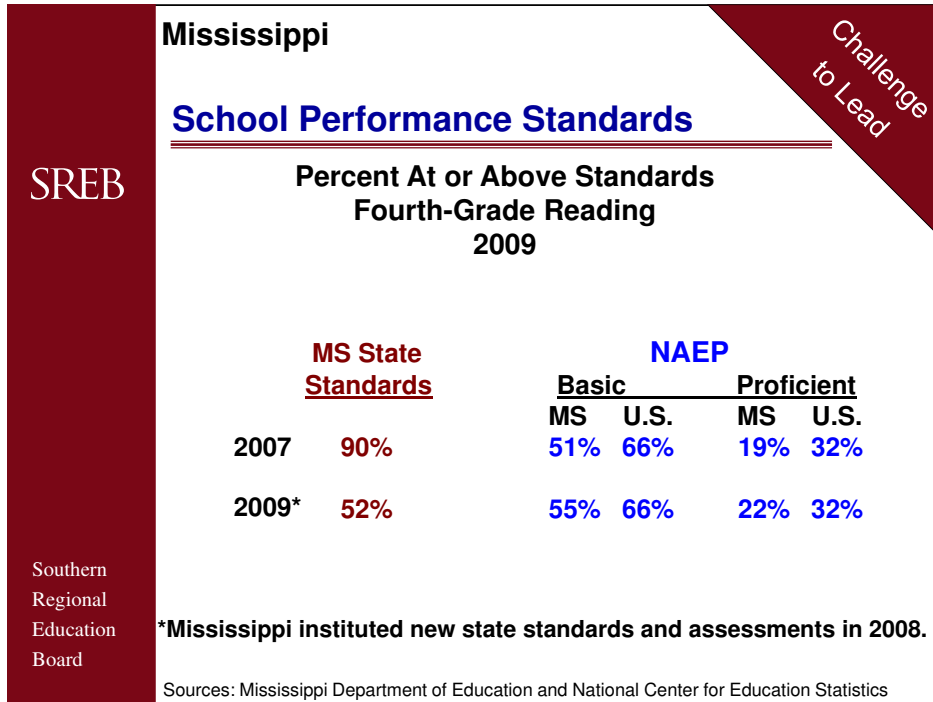 Mississippi
Challenge
to Lead
School Performance Standards
SREB
Percent At or Above Standards
Fourth-Grade Reading
2009
MS State NAEP
Standards Basic Proficient
MS U.S. MS U.S.
2007 90% 51% 66% 19% 32%
2009* 52% 55% 66% 22% 32%
Southern
Regional
Education
Board
*Mississippi instituted new state standards and assessments in 2008.
Sources: Mississippi Department of Education and National Center for Education Statistics